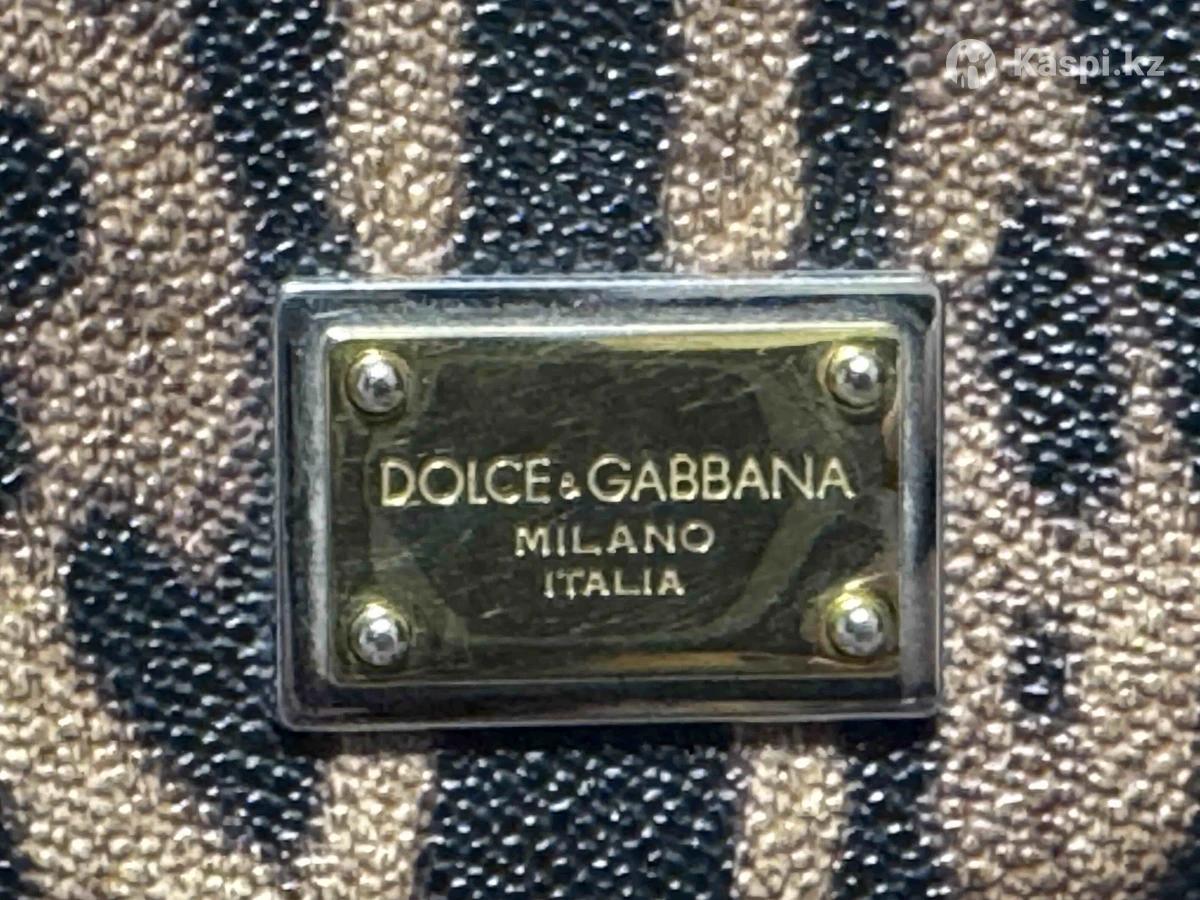 Kaspi.kz
DOLCE & GABBANA
MILANO
ITALIA